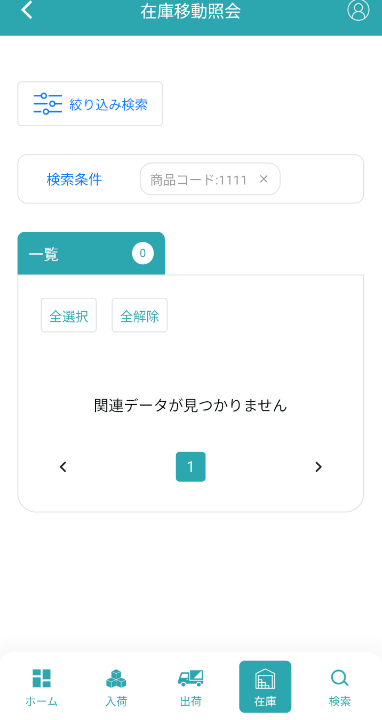 在庫移動照会
絞り込み検索
検索条件 商品コード:1111 ×
一覧 0
全選択 全解除
関連データが見つかりません
1
ホーム 入荷 出荷 在庫 検索